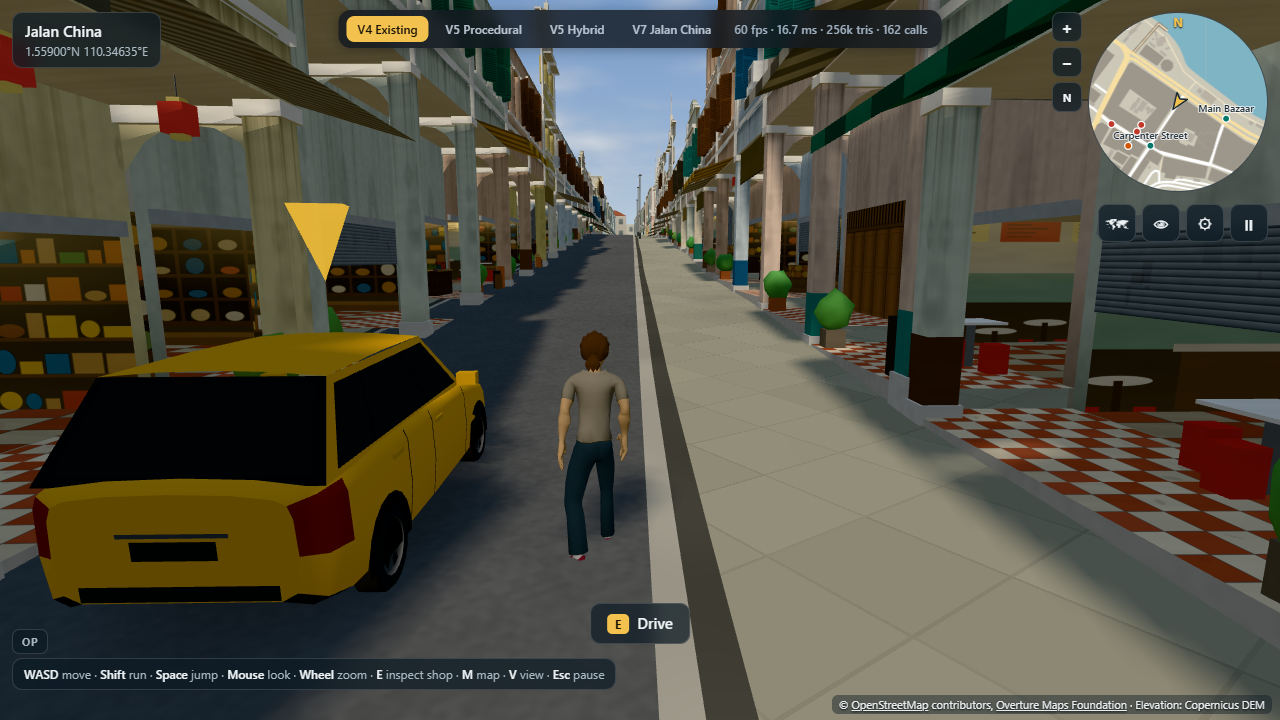 Jalan China
1.55900°N 110.34635°E
V4 Existing
V5 Procedural
V5 Hybrid
V7 Jalan China
60 fps · 16.7 ms · 256k tris · 162 calls
+
−
N
N
Main Bazaar
Carpenter Street
E Drive
OP
WASD move · Shift run · Space jump · Mouse look · Wheel zoom · E inspect shop · M map · V view · Esc pause
© OpenStreetMap contributors, Overture Maps Foundation · Elevation: Copernicus DEM